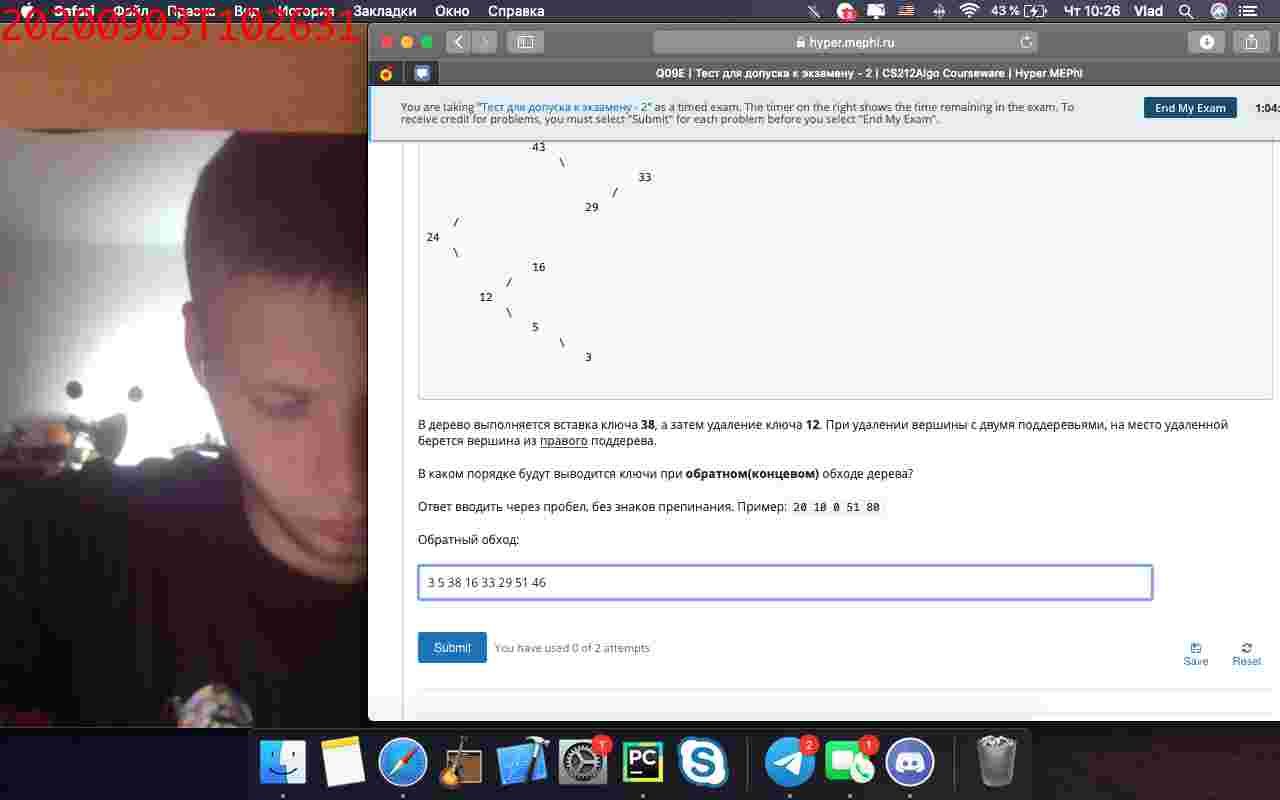 20200903T102631
Safari Файл Правка Вид История Закладки Окно Справка
43 % Чт 10:26 Vlad
hyper.mephi.ru
Q09E | Тест для допуска к экзамену - 2 | CS212Algo Courseware | Hyper.MEPhI
You are taking "Тест для допуска к экзамену - 2" as a timed exam. The timer on the right shows the time remaining in the exam. To
receive credit for problems, you must select "Submit" for each problem before you select "End My Exam".
End My Exam
1:04:
43
\
33
/
29
/
24
\
16
/
12
\
5
\
3
В дерево выполняется вставка ключа 38, а затем удаление ключа 12. При удалении вершины с двумя поддеревьями, на место удаленной
берется вершина из правого поддерева.
В каком порядке будут выводится ключи при обратном(концевом) обходе дерева?
Ответ вводить через пробел, без знаков препинания. Пример: 20 10 0 51 80
Обратный обход:
3 5 38 16 33 29 51 46
Submit
You have used 0 of 2 attempts
Save
Reset
1
PC
2
1